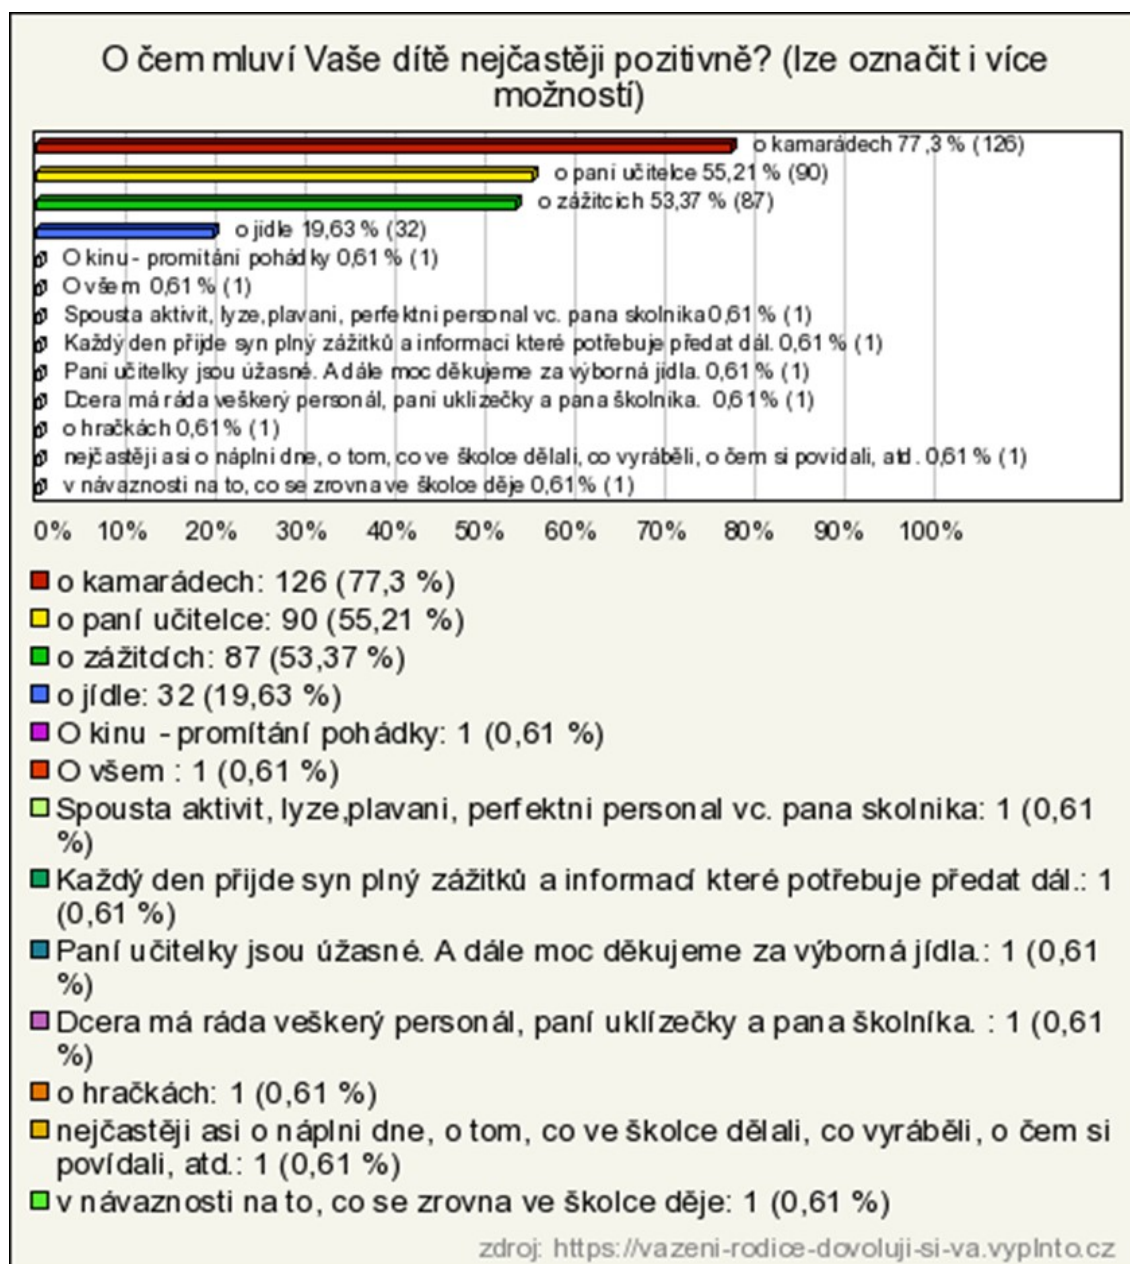 O čem mluví Vaše dítě nejčastěji pozitivně? (lze označit i více
možností)
o kamarádech 77,3 % (126)
o paní učitelce 55,21 % (90)
o zážitcích 53,37 % (87)
o jídle 19,63 % (32)
O kinu - promítání pohádky 0,61 % (1)
O všem 0,61 % (1)
Spousta aktivit, lyze,plavani, perfektni personal vc. pana skolnika 0,61 % (1)
Každý den přijde syn plný zážitků a informací které potřebuje předat dál. 0,61 % (1)
Paní učitelky jsou úžasné. A dále moc děkujeme za výborná jídla. 0,61 % (1)
Dcera má ráda veškerý personál, paní uklízečky a pana školníka. 0,61 % (1)
o hračkách 0,61 % (1)
nejčastěji asi o náplni dne, o tom, co ve školce dělali, co vyráběli, o čem si povídali, atd. 0,61 % (1)
v návaznosti na to, co se zrovna ve školce děje 0,61 % (1)
0% 10% 20% 30% 40% 50% 60% 70% 80% 90% 100%
o kamarádech: 126 (77,3 %)
o paní učitelce: 90 (55,21 %)
o zážitcích: 87 (53,37 %)
o jídle: 32 (19,63 %)
O kinu - promítání pohádky: 1 (0,61 %)
O všem : 1 (0,61 %)
Spousta aktivit, lyze,plavani, perfektni personal vc. pana skolnika: 1 (0,61
%)
Každý den přijde syn plný zážitků a informací které potřebuje předat dál.: 1
(0,61 %)
Paní učitelky jsou úžasné. A dále moc děkujeme za výborná jídla.: 1 (0,61
%)
Dcera má ráda veškerý personál, paní uklízečky a pana školníka. : 1 (0,61
%)
o hračkách: 1 (0,61 %)
nejčastěji asi o náplni dne, o tom, co ve školce dělali, co vyráběli, o čem si
povídali, atd.: 1 (0,61 %)
v návaznosti na to, co se zrovna ve školce děje: 1 (0,61 %)
zdroj: https://vazeni-rodice-dovoluji-si-va.vyplnto.cz